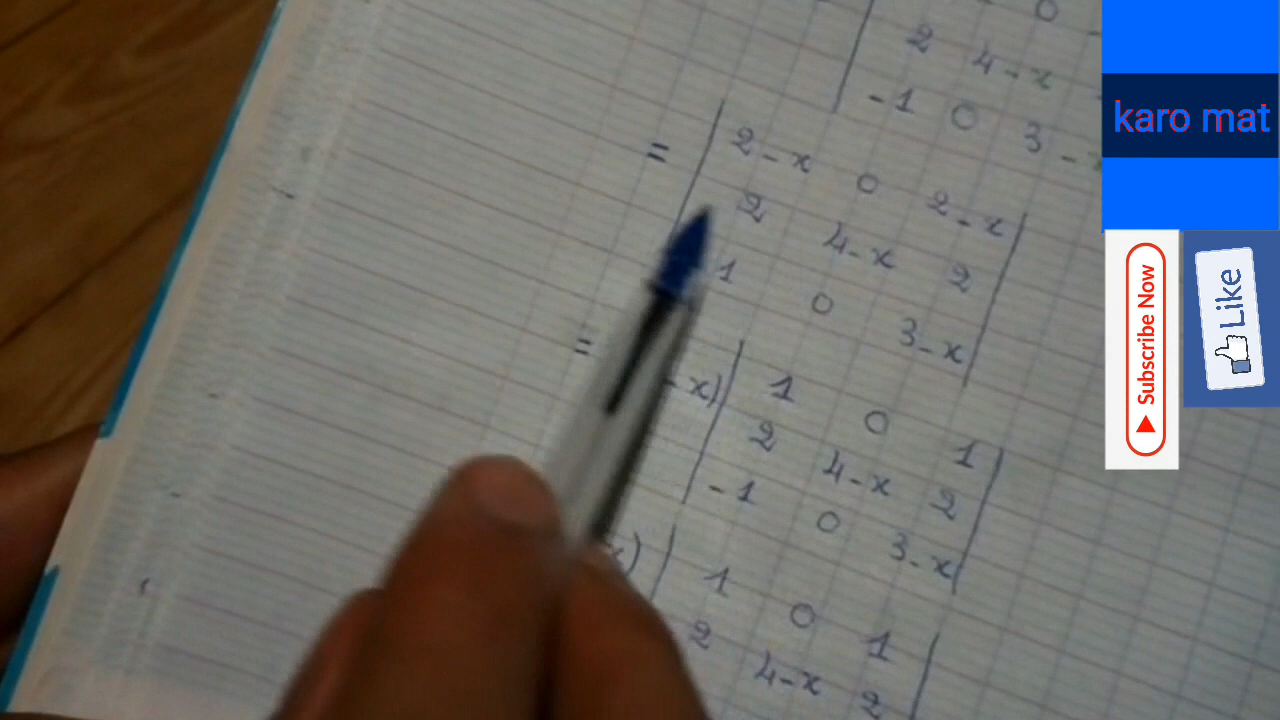 0
2 4-x
-1 0 3-x
= | 2-x 0 2-x |
2 4-x 2
1 0 3-x
= -x) | 1 0 1 |
2 4-x 2
-1 0 3-x
x) | 1 0 1 |
2 4-x 2
karo mat
Subscribe Now
Like